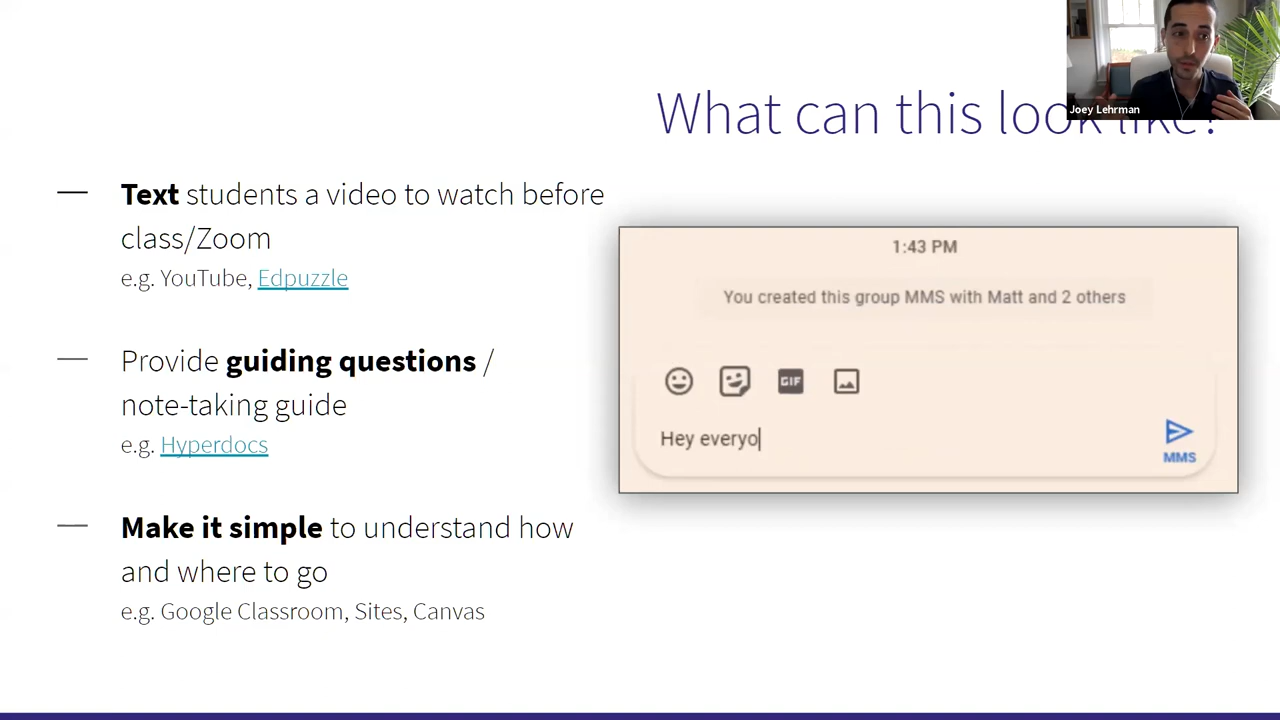 Joey Lehrman
What can this look like?
— Text students a video to watch before
class/Zoom
e.g. YouTube, Edpuzzle
— Provide guiding questions /
note-taking guide
e.g. Hyperdocs
— Make it simple to understand how
and where to go
e.g. Google Classroom, Sites, Canvas
1:43 PM
You created this group MMS with Matt and 2 others
GIF
Hey everyo
MMS